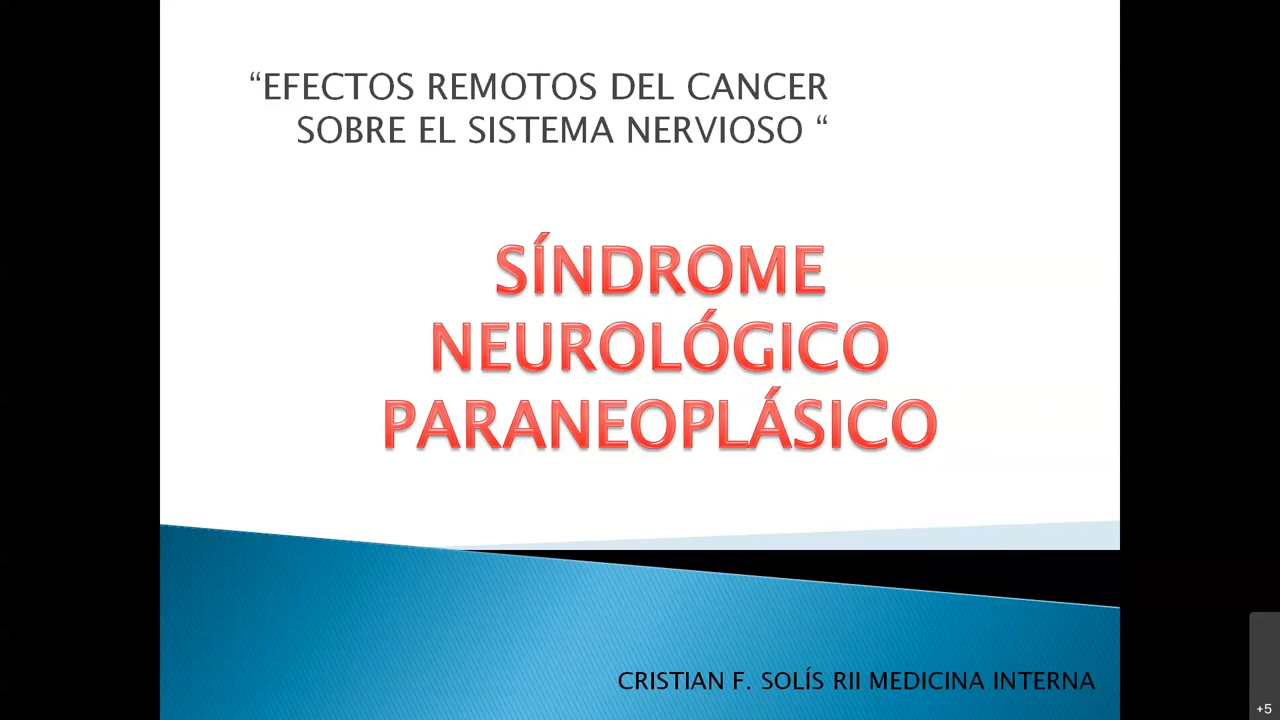 “EFECTOS REMOTOS DEL CANCER
SOBRE EL SISTEMA NERVIOSO “
SÍNDROME
NEUROLÓGICO
PARANEOPLÁSICO
CRISTIAN F. SOLÍS RII MEDICINA INTERNA
+5